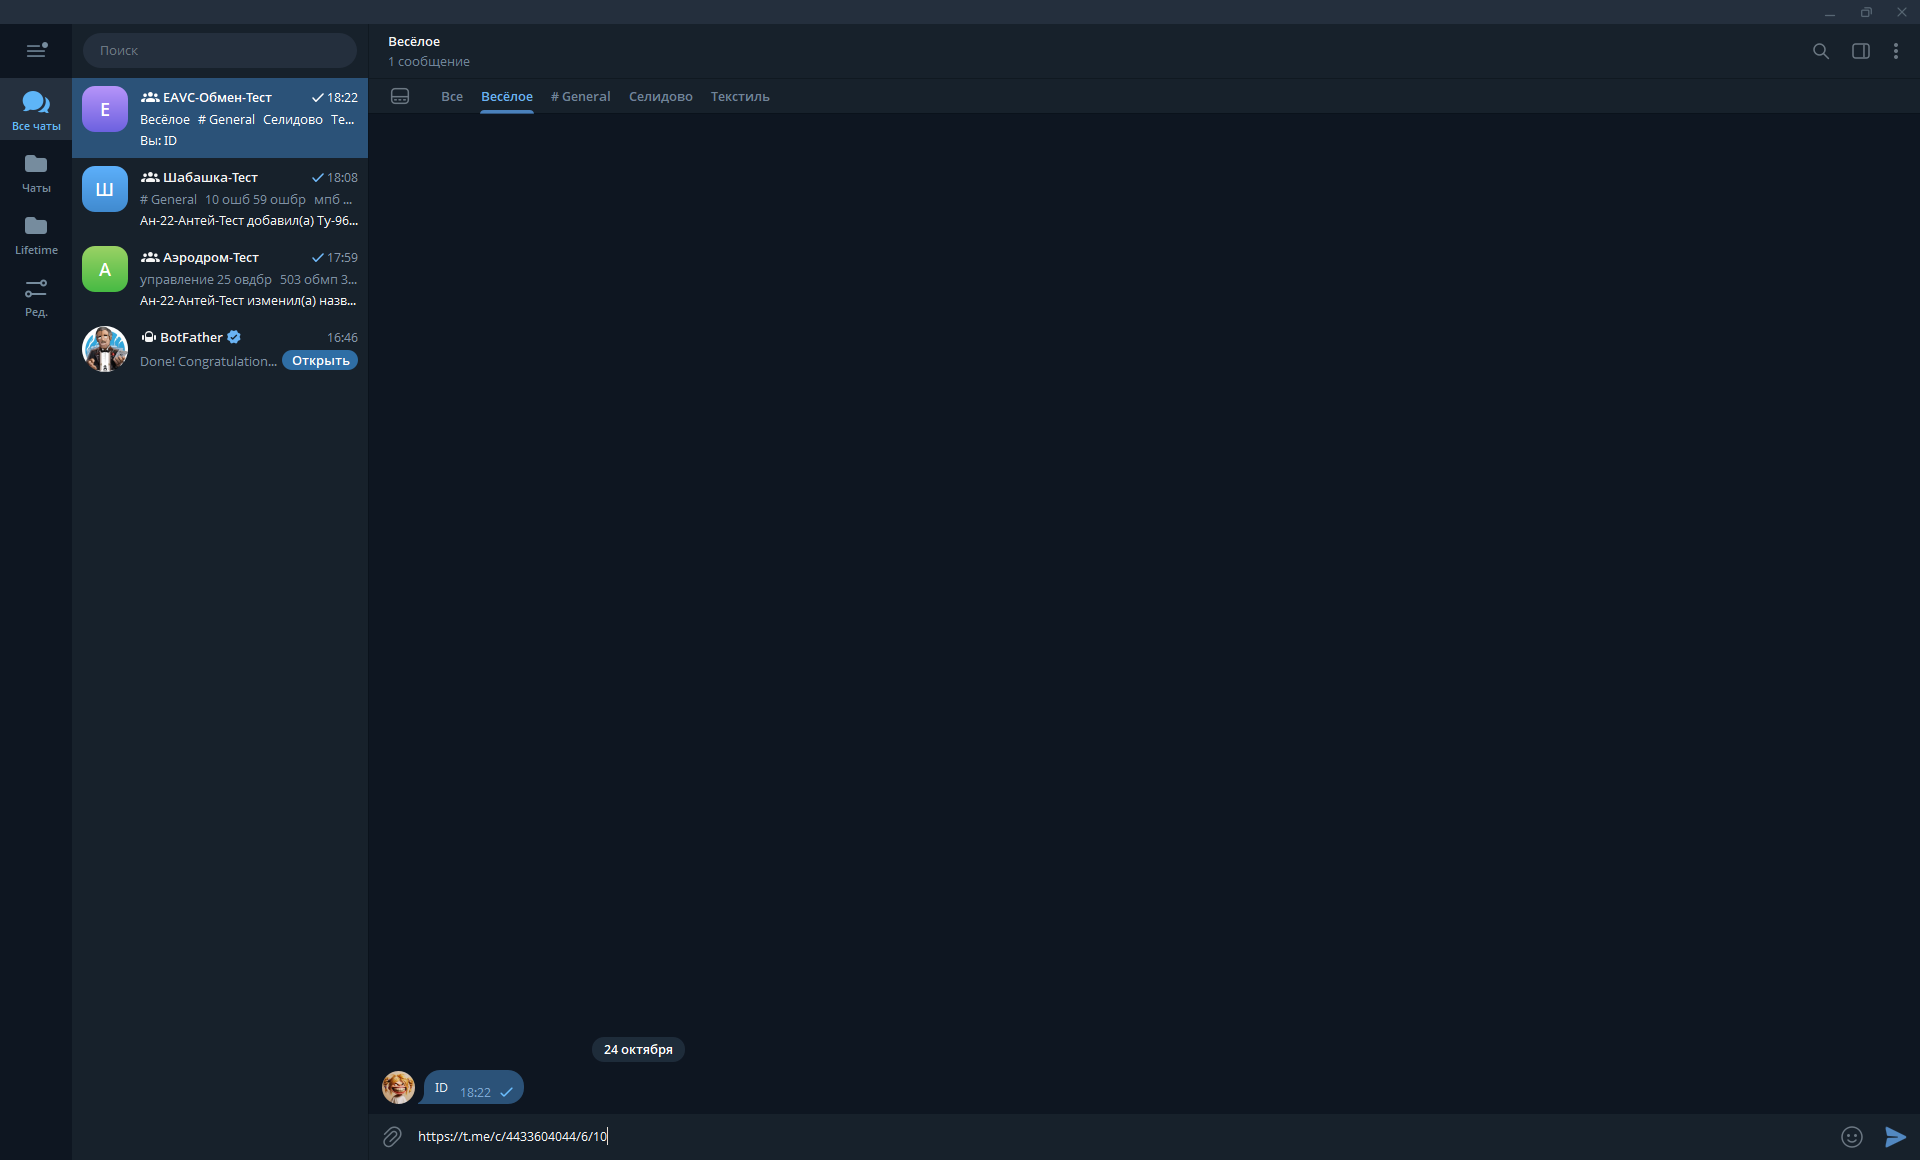 Поиск
Все чаты
Чаты
Lifetime
Ред.
E
EAVC-Обмен-Тест 18:22
Весёлое # General Селидово Те...
Вы: ID
Ш
Шабашка-Тест 18:08
# General 10 ошб 59 ошбр мпб ...
Ан-22-Антей-Тест добавил(а) Ту-96...
А
Аэродром-Тест 17:59
управление 25 овдбр 503 обмп 3...
Ан-22-Антей-Тест изменил(а) назв...
BotFather 16:46
Done! Congratulation... Открыть
Весёлое
1 сообщение
Все Весёлое # General Селидово Текстиль
24 октября
ID 18:22
https://t.me/c/4433604044/6/10